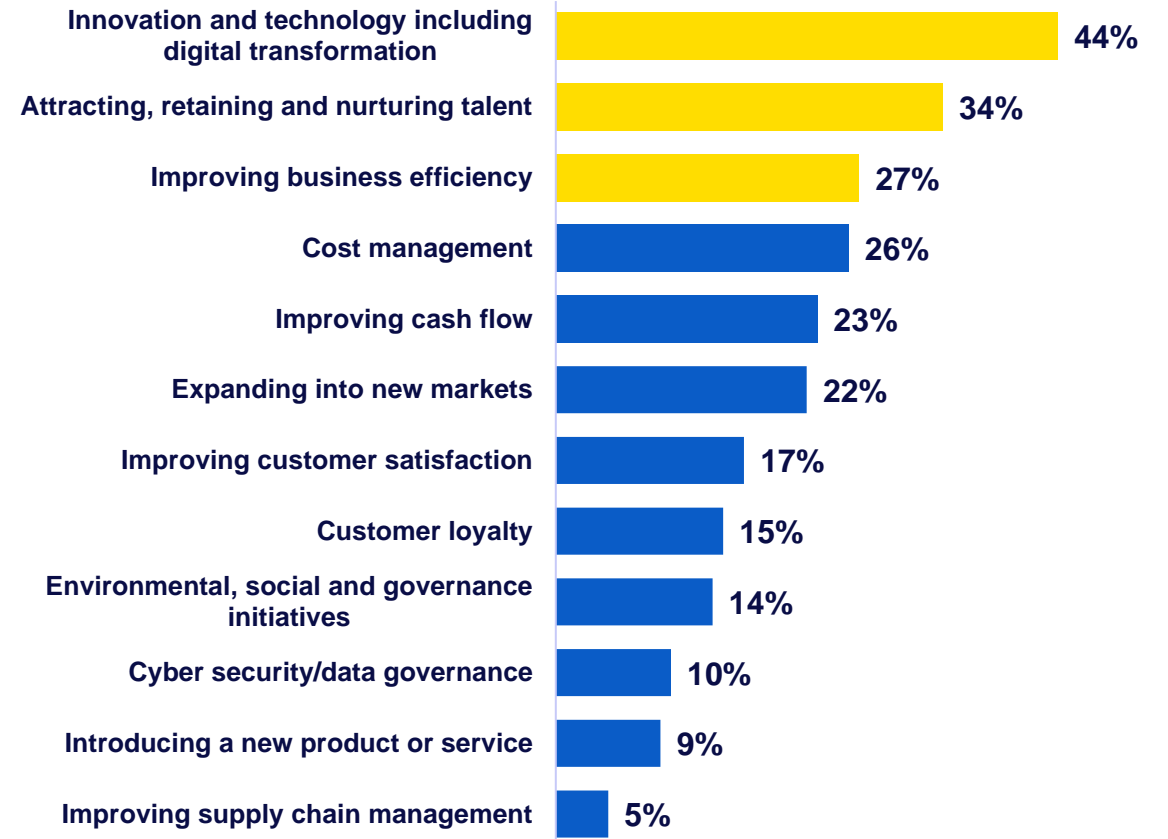 Innovation and technology including
digital transformation
44%
Attracting, retaining and nurturing talent
34%
Improving business efficiency
27%
Cost management
26%
Improving cash flow
23%
Expanding into new markets
22%
Improving customer satisfaction
17%
Customer loyalty
15%
Environmental, social and governance
initiatives
14%
Cyber security/data governance
10%
Introducing a new product or service
9%
Improving supply chain management
5%